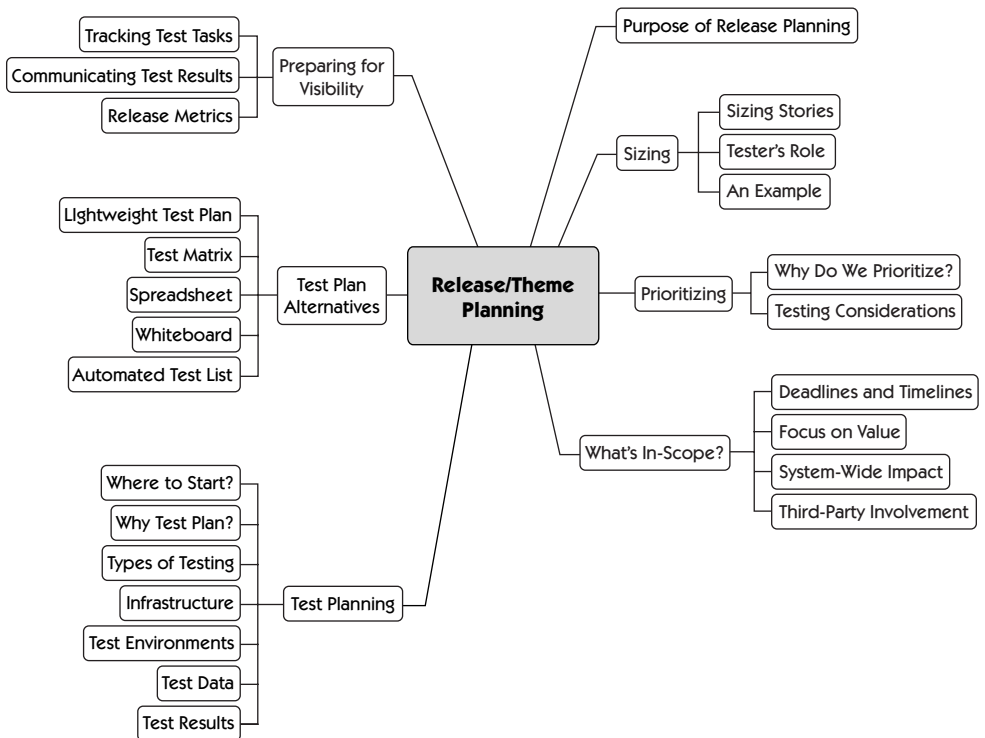 Tracking Test Tasks
Communicating Test Results
Release Metrics
Preparing for
Visibility
LIghtweight Test Plan
Test Matrix
Spreadsheet
Whiteboard
Automated Test List
Test Plan
Alternatives
Where to Start?
Why Test Plan?
Types of Testing
Infrastructure
Test Environments
Test Data
Test Results
Test Planning
Release/Theme
Planning
Purpose of Release Planning
Sizing
Sizing Stories
Tester's Role
An Example
Prioritizing
Why Do We Prioritize?
Testing Considerations
What's In-Scope?
Deadlines and Timelines
Focus on Value
System-Wide Impact
Third-Party Involvement